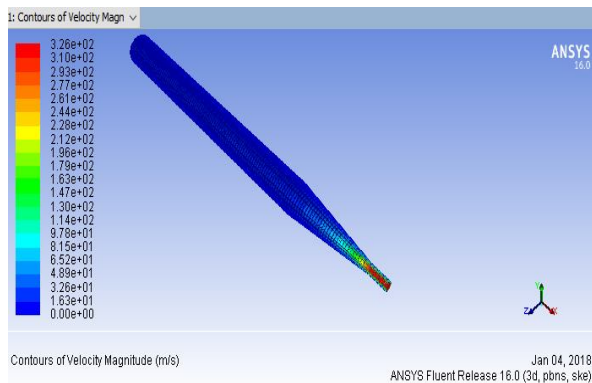 1: Contours of Velocity Magn
3.26e+02
3.10e+02
2.93e+02
2.77e+02
2.61e+02
2.44e+02
2.28e+02
2.12e+02
1.96e+02
1.79e+02
1.63e+02
1.47e+02
1.30e+02
1.14e+02
9.78e+01
8.15e+01
6.52e+01
4.89e+01
3.26e+01
1.63e+01
0.00e+00
ANSYS
16.0
Y
Z X
Contours of Velocity Magnitude (m/s)
Jan 04, 2018
ANSYS Fluent Release 16.0 (3d, pbns, ske)